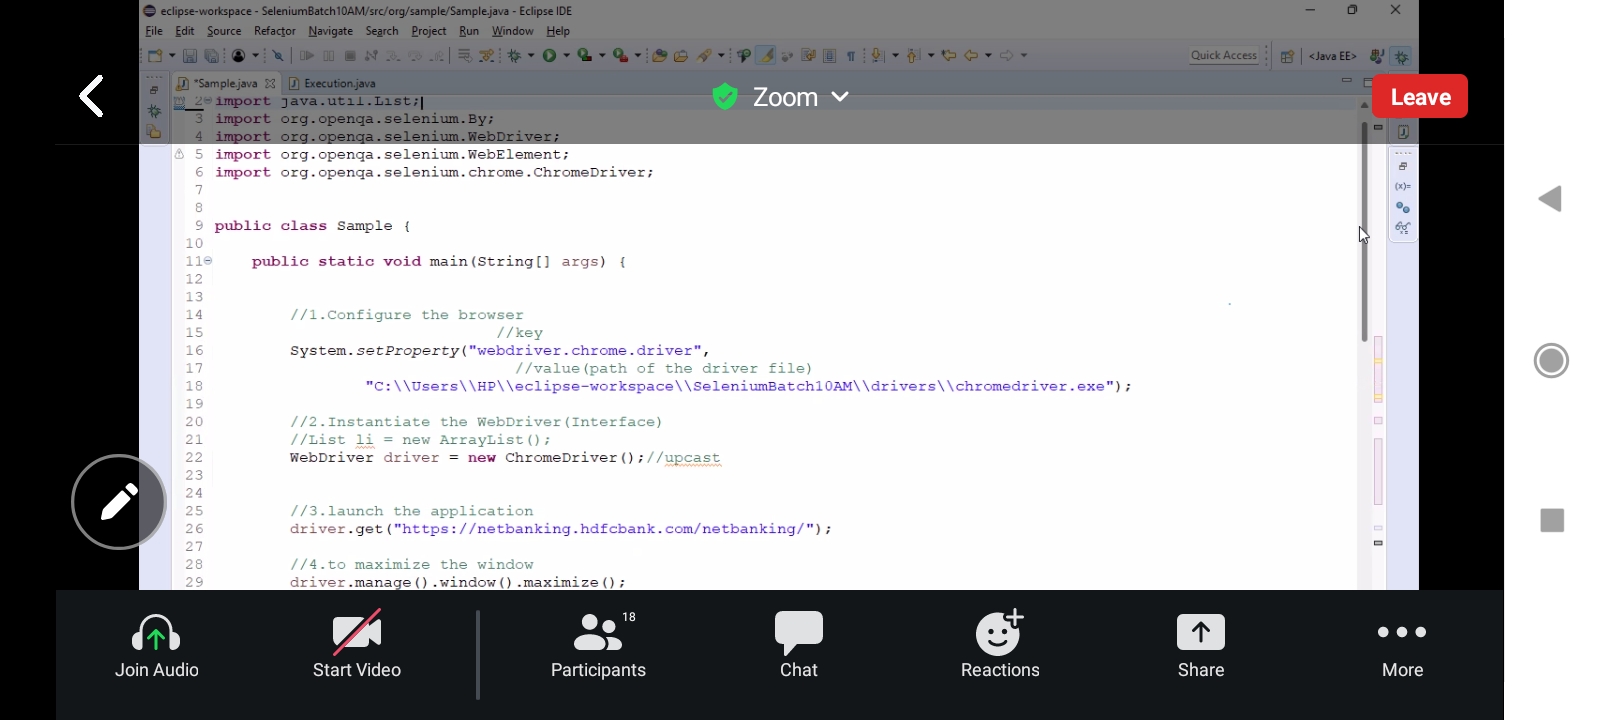 eclipse-workspace - SeleniumBatch10AM/src/org/sample/Sample.java - Eclipse IDE
File Edit Source Refactor Navigate Search Project Run Window Help
Quick Access <Java EE>
*Sample.java Execution.java
Zoom
Leave
2 import java.util.List;
3 import org.openqa.selenium.By;
4 import org.openqa.selenium.WebDriver;
5 import org.openqa.selenium.WebElement;
6 import org.openqa.selenium.chrome.ChromeDriver;
7
8
9 public class Sample {
10
11 public static void main(String[] args) {
12
13
14 //1.Configure the browser
15 //key
16 System.setProperty("webdriver.chrome.driver",
17 //value(path of the driver file)
18 "C:\\Users\\HP\\eclipse-workspace\\SeleniumBatch10AM\\drivers\\chromedriver.exe");
19
20 //2.Instantiate the WebDriver(Interface)
21 //List li = new ArrayList();
22 WebDriver driver = new ChromeDriver();//upcast
23
24
25 //3.launch the application
26 driver.get("https://netbanking.hdfcbank.com/netbanking/");
27
28 //4.to maximize the window
29 driver.manage().window().maximize();
18
Join Audio Start Video Participants Chat Reactions Share More